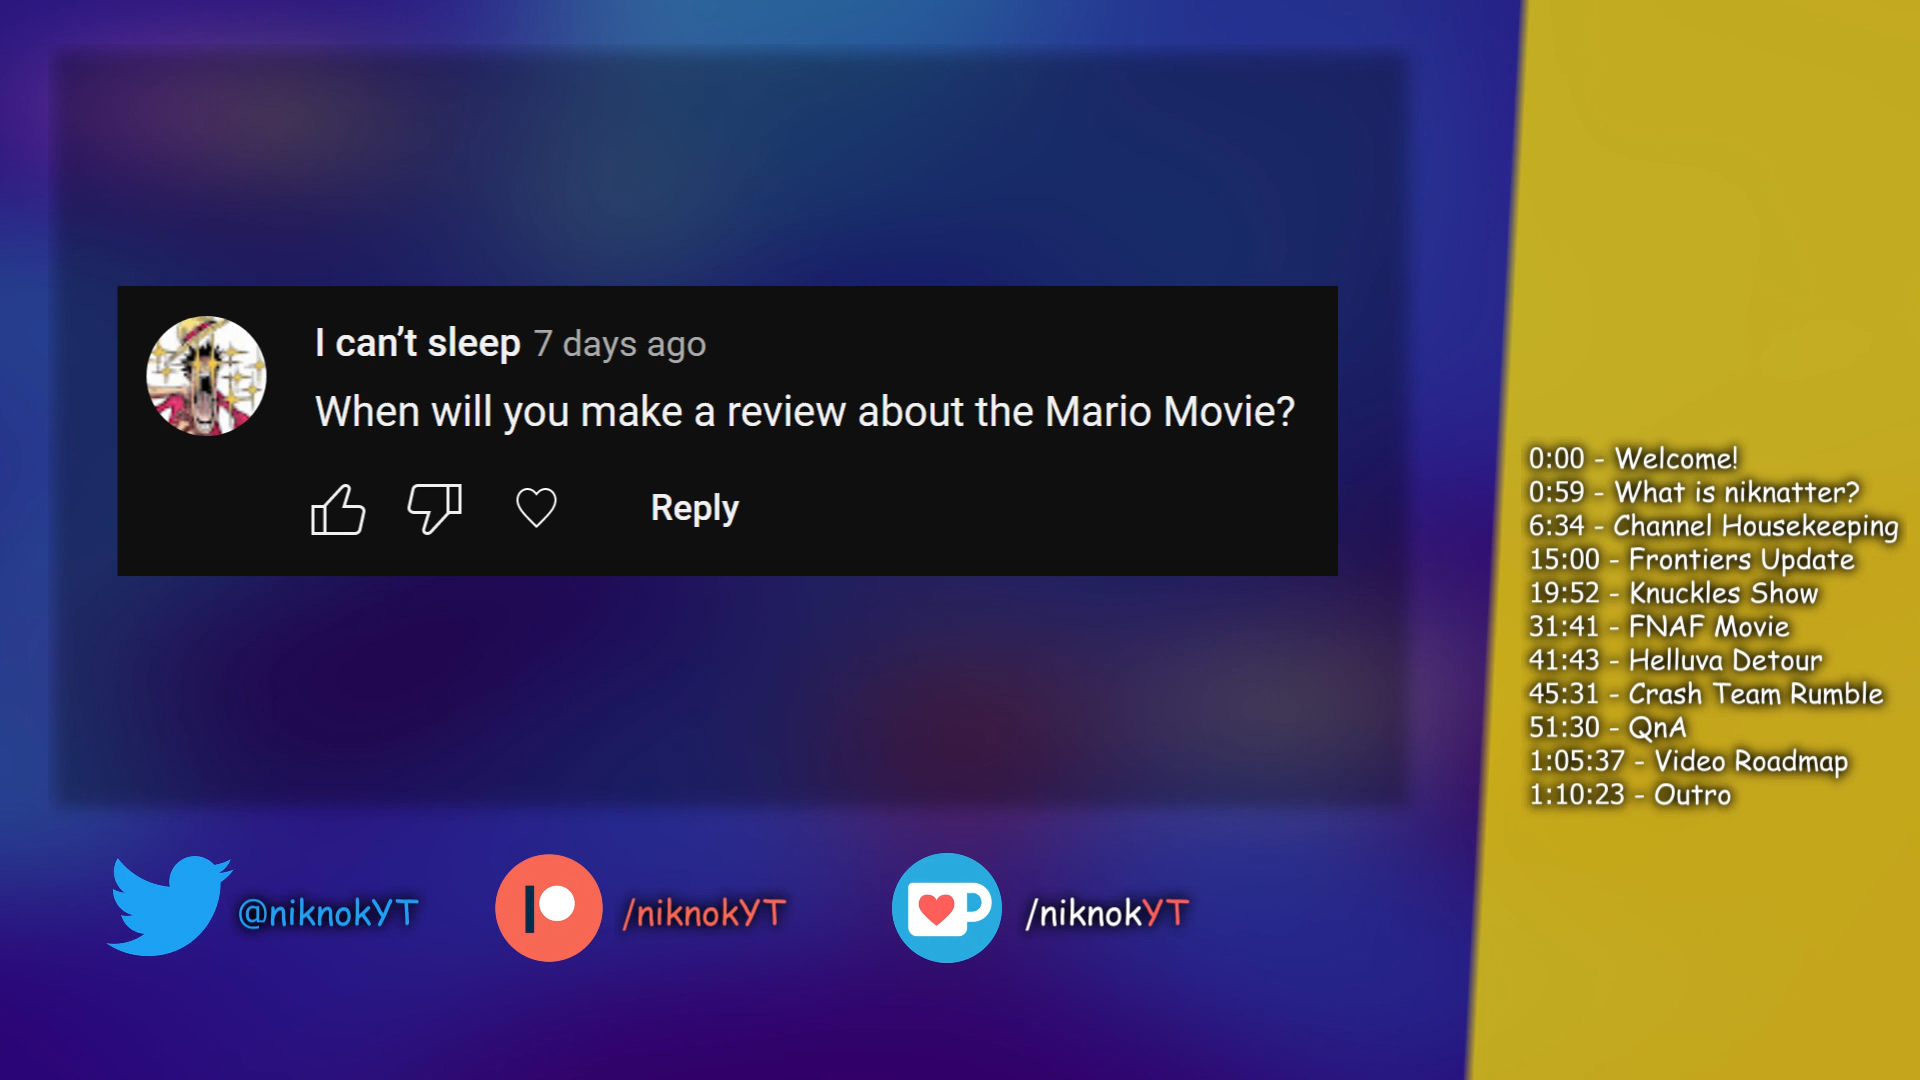 I can’t sleep 7 days ago
When will you make a review about the Mario Movie?
Reply
0:00 - Welcome!
0:59 - What is niknatter?
6:34 - Channel Housekeeping
15:00 - Frontiers Update
19:52 - Knuckles Show
31:41 - FNAF Movie
41:43 - Helluva Detour
45:31 - Crash Team Rumble
51:30 - QnA
1:05:37 - Video Roadmap
1:10:23 - Outro
@niknokYT
/niknokYT
/niknokYT